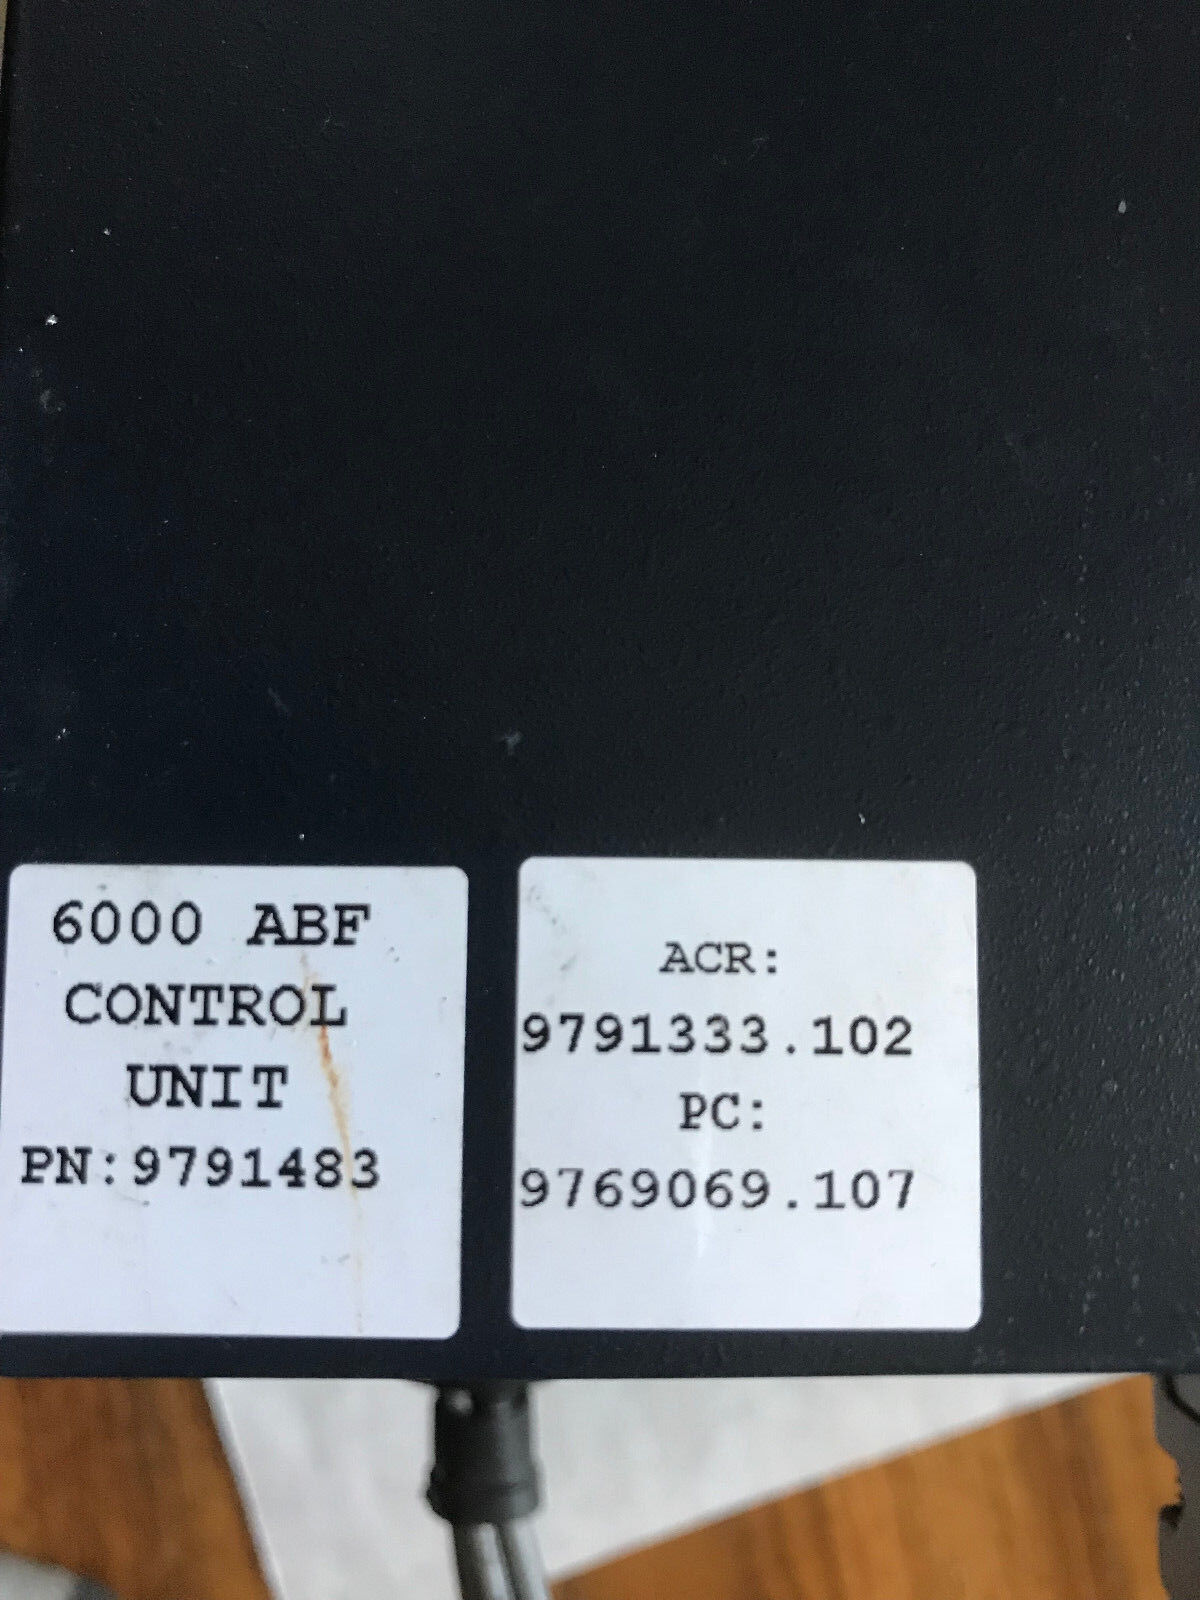 6000 ABF
CONTROL
UNIT
PN:9791483
ACR:
9791333.102
PC:
9769069.107